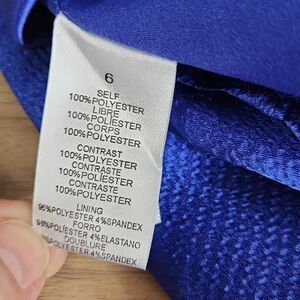 6
SELF
100%POLYESTER
LIBRE
100%POLIESTER
CORPS
100%POLYESTER
CONTRAST
100%POLYESTER
CONTRASTE
100%POLIESTER
CONTRASTE
100%POLYESTER
LINING
96%POLYESTER 4%SPANDEX
FORRO
96%POLIESTER 4%ELASTANO
DOUBLURE
96%POLYESTER 4%SPANDEX